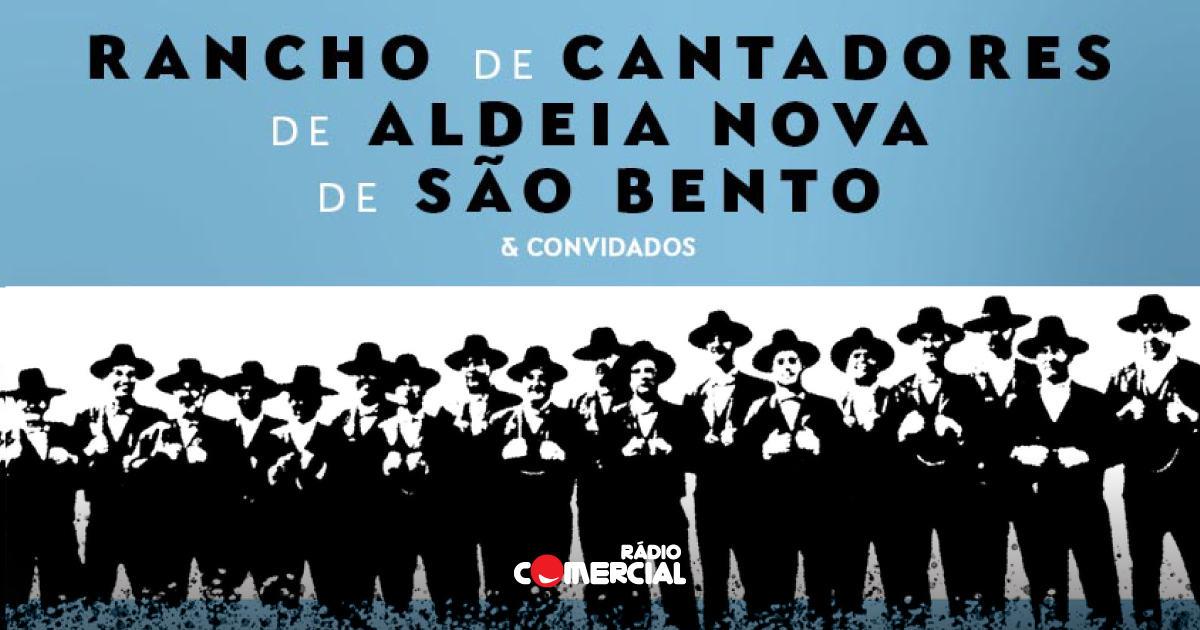 RANCHO DE CANTADORES
DE ALDEIA NOVA
DE SÃO BENTO
& CONVIDADOS
RÁDIO
COMERCIAL